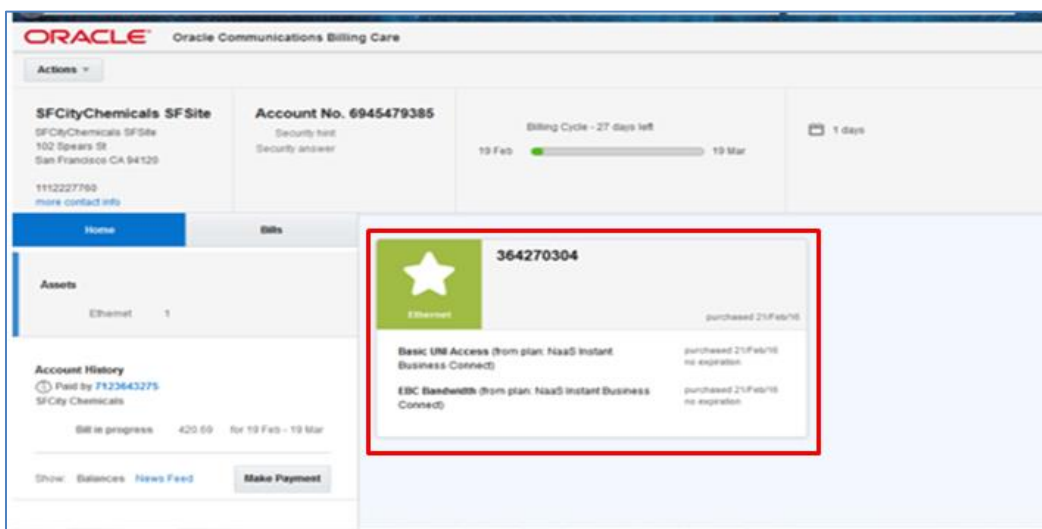 ORACLE Oracle Communications Billing Care
Actions
SFCityChemicals SFSite
SFCityChemicals SFSite
102 Spears St
San Francisco CA 94120
1112227760
more contact info
Account No. 6945479385
Security hint
Security answer
Billing Cycle - 27 days left
19 Feb 19 Mar
1 days
Home Bills
Assets
Ethernet 1
Account History
Paid by 7123643275
SFCity Chemicals
Bill in progress 420.69 for 19 Feb - 19 Mar
Show: Balances News Feed Make Payment
364270304
Ethernet
purchased 21/Feb/16
Basic UNI Access (from plan: NaaS Instant
Business Connect)
purchased 21/Feb/16
no expiration
EBC Bandwidth (from plan: NaaS Instant Business
Connect)
purchased 21/Feb/16
no expiration